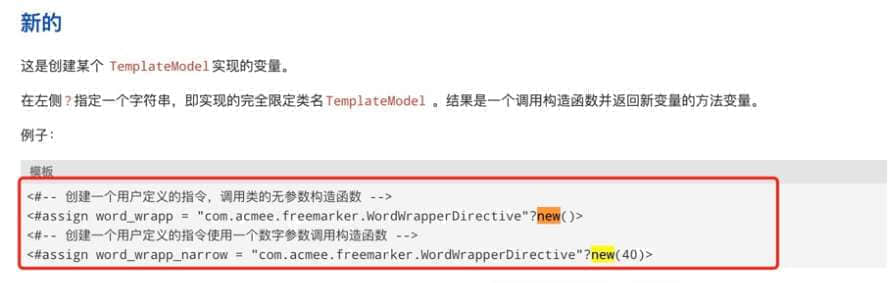 新的
这是创建某个 TemplateModel实现的变量。
在左侧?指定一个字符串，即实现的完全限定类名TemplateModel 。结果是一个调用构造函数并返回新变量的方法变量。
例子：
模板
<#-- 创建一个用户定义的指令，调用类的无参数构造函数 -->
<#assign word_wrapp = "com.acmee.freemarker.WordWrapperDirective"?new()>
<#-- 创建一个用户定义的指令使用一个数字参数调用构造函数 -->
<#assign word_wrapp_narrow = "com.acmee.freemarker.WordWrapperDirective"?new(40)>